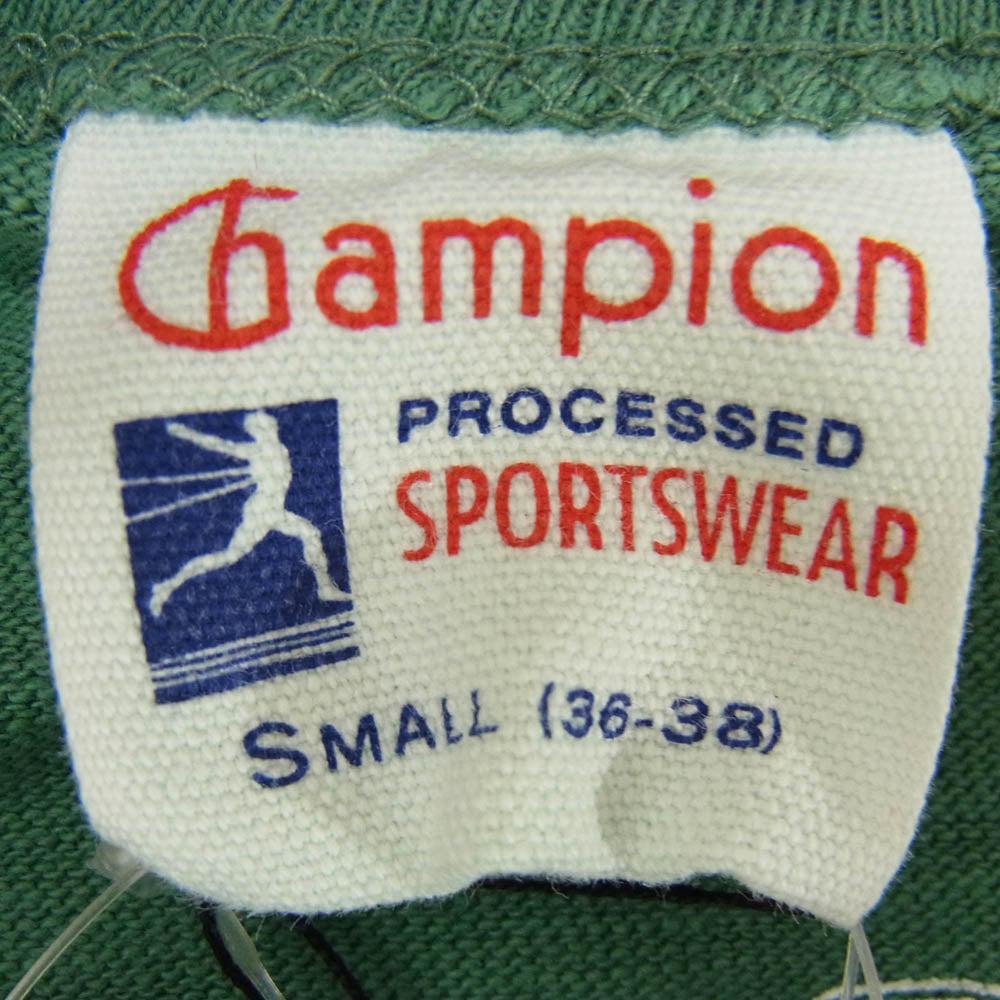 Champion
PROCESSED
SPORTSWEAR
SMALL (36-38)